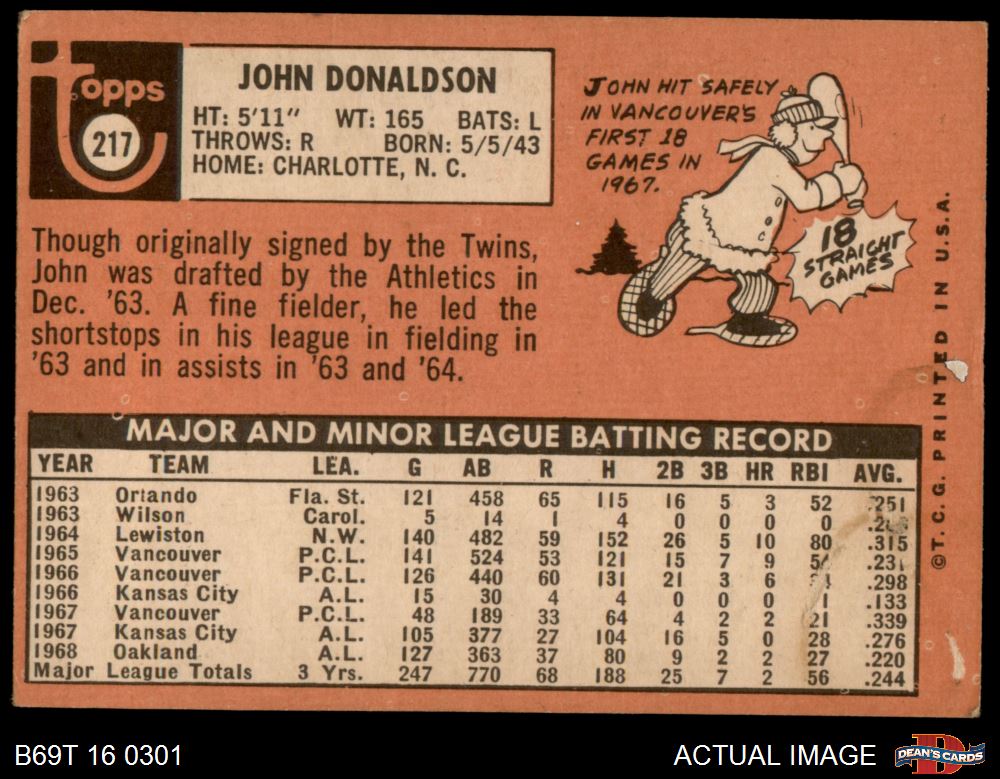 Topps
217
JOHN DONALDSON
HT: 5'11" WT: 165 BATS: L
THROWS: R BORN: 5/5/43
HOME: CHARLOTTE, N. C.
JOHN HIT SAFELY
IN VANCOUVER'S
FIRST 18
GAMES IN
1967.
18
STRAIGHT
GAMES
Though originally signed by the Twins,
John was drafted by the Athletics in
Dec. '63. A fine fielder, he led the
shortstops in his league in fielding in
'63 and in assists in '63 and '64.
MAJOR AND MINOR LEAGUE BATTING RECORD
YEAR TEAM LEA. G AB R H 2B 3B HR RBI AVG.
1963 Orlando Fla. St. 121 458 65 115 16 5 3 52 .251
1963 Wilson Carol. 5 14 1 4 0 0 0 0
1964 Lewiston N.W. 140 482 59 152 26 5 10 80 .315
1965 Vancouver P.C.L. 141 524 53 121 15 7 9 .231
1966 Vancouver P.C.L. 126 440 60 131 21 3 6 .298
1966 Kansas City A.L. 15 30 4 4 0 0 0 1 .133
1967 Vancouver P.C.L. 48 189 33 64 4 2 2 21 .339
1967 Kansas City A.L. 105 377 27 104 16 5 0 28 .276
1968 Oakland A.L. 127 363 37 80 9 2 2 27 .220
Major League Totals 3 Yrs. 247 770 68 188 25 7 2 56 .244
©T. C. G. PRINTED IN U. S. A.
B69T 16 0301
ACTUAL IMAGE
DEAN'S CARDS